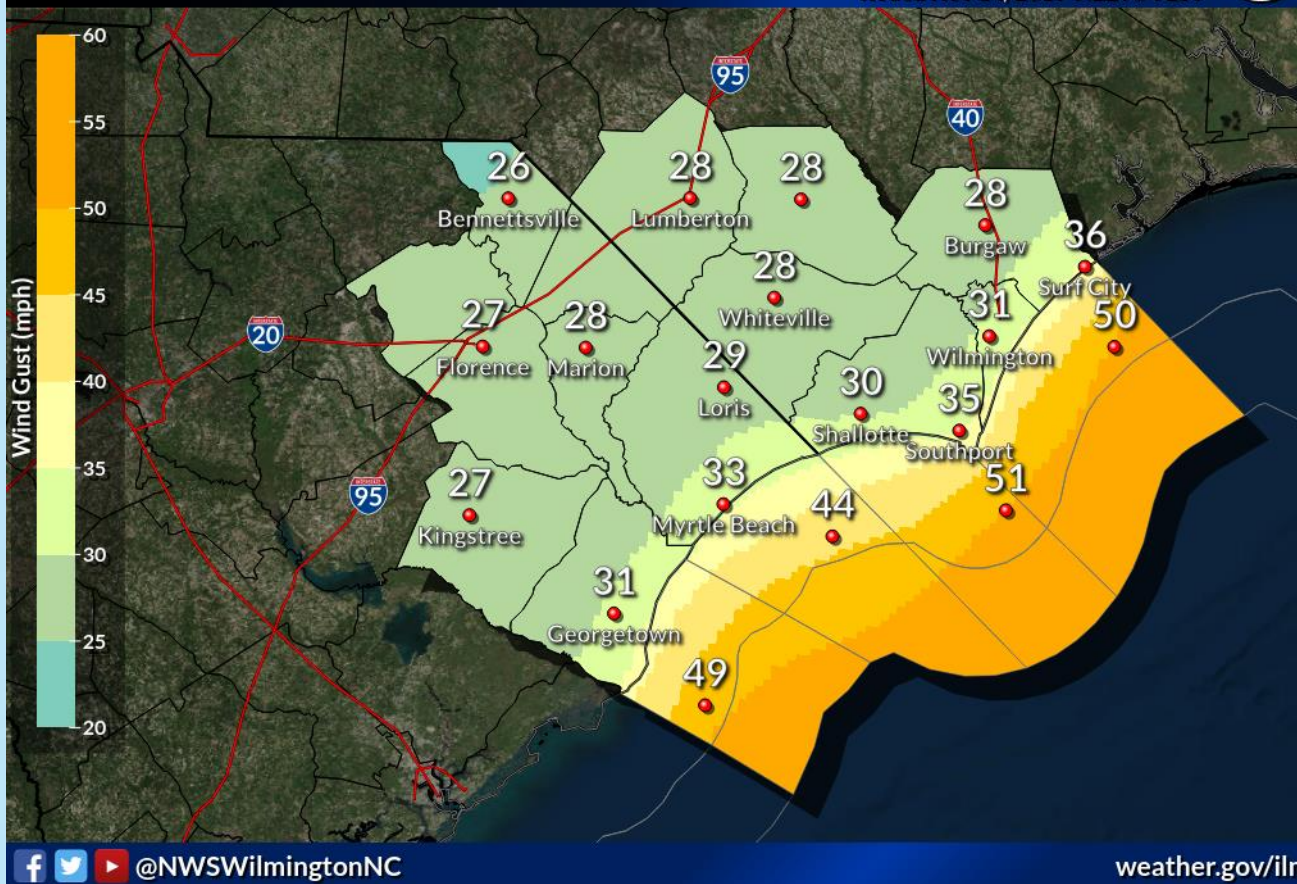 60
55
50
45
40
35
30
25
20
Wind Gust (mph)
95
40
20
95
26
Bennettsville
28
Lumberton
28
28
Burgaw
36
Surf City
28
Whiteville
31
Wilmington
50
27
Florence
28
Marion
29
Loris
30
Shallotte
35
Southport
27
Kingstree
33
Myrtle Beach
44
51
31
Georgetown
49
@NWSWilmingtonNC
weather.gov/iln